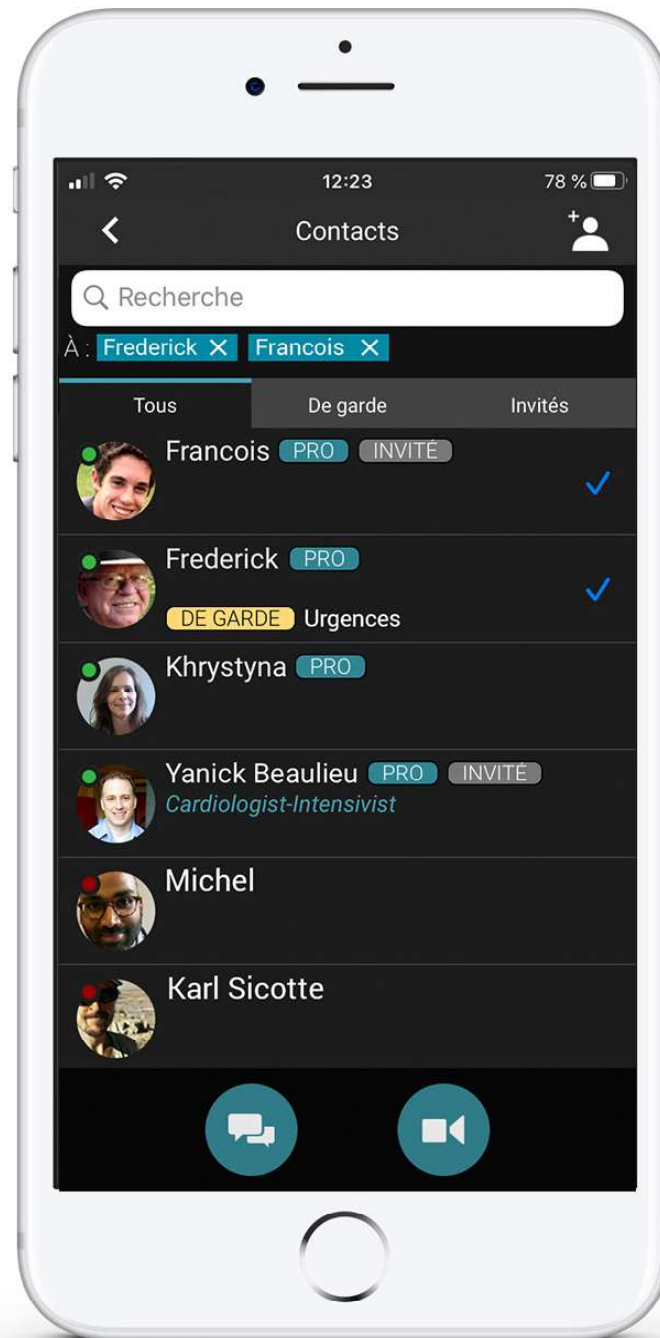 12:23 78 %
Contacts
Recherche
À : Frederick Francois
Tous De garde Invités
Francois PRO INVITÉ
Frederick PRO
DE GARDE Urgences
Khrystyna PRO
Yanick Beaulieu PRO INVITÉ
Cardiologist-Intensivist
Michel
Karl Sicotte